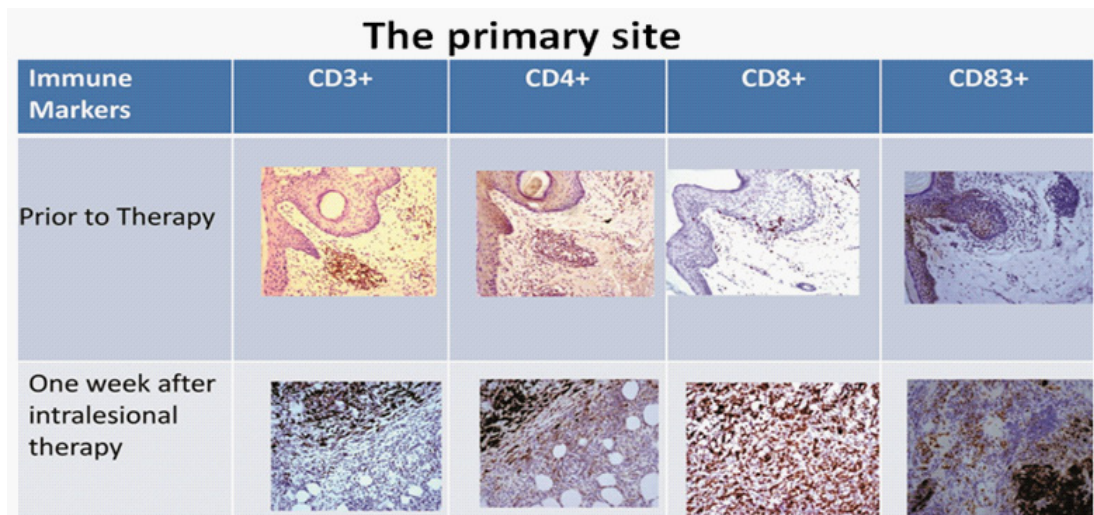 The primary site
Immune
Markers
CD3+
CD4+
CD8+
CD83+
Prior to Therapy
One week after
intralesional
therapy